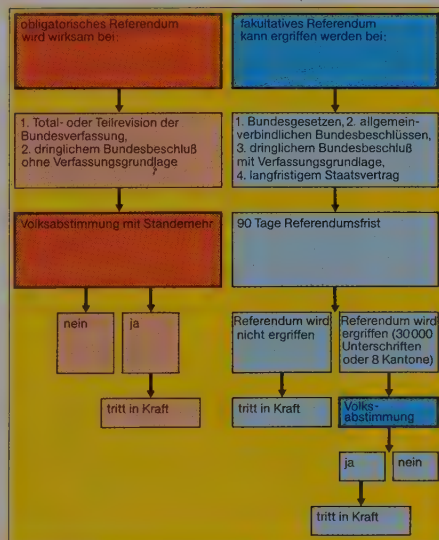 obligatorisches Referendum
wird wirksam bei:
fakultatives Referendum
kann ergriffen werden bei:
1. Total- oder Teilrevision der
Bundesverfassung,
2. dringlichem Bundesbeschluß
ohne Verfassungsgrundlage
1. Bundesgesetzen, 2. allgemein-
verbindlichen Bundesbeschlüssen,
3. dringlichem Bundesbeschluß
mit Verfassungsgrundlage,
4. langfristigem Staatsvertrag
Volksabstimmung mit Ständemehr
90 Tage Referendumsfrist
nein
ja
Referendum wird
nicht ergriffen
Referendum wird
ergriffen (30000
Unterschriften
oder 8 Kantone)
tritt in Kraft
tritt in Kraft
Volks-
abstimmung
ja
nein
tritt in Kraft